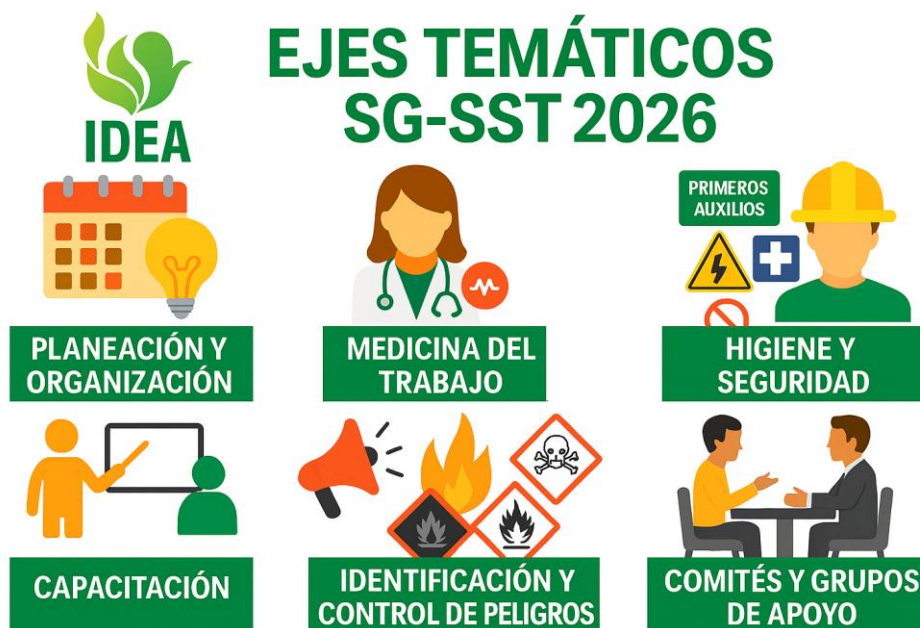 IDEA
EJES TEMÁTICOS
SG-SST 2026
PRIMEROS
AUXILIOS
PLANEACIÓN Y
ORGANIZACIÓN
MEDICINA DEL
TRABAJO
HIGIENE Y
SEGURIDAD
CAPACITACIÓN
IDENTIFICACIÓN Y
CONTROL DE PELIGROS
COMITÉS Y GRUPOS
DE APOYO